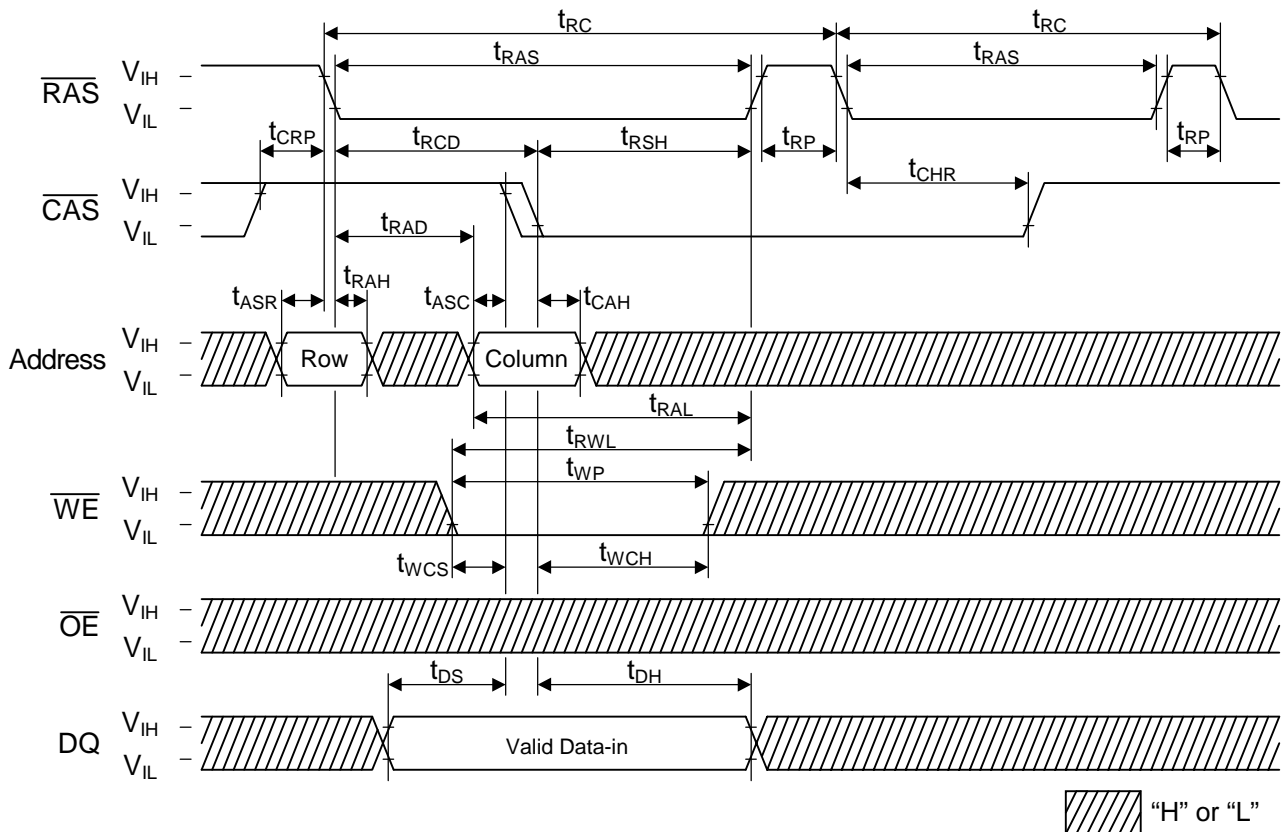 tRC tRC
tRAS tRAS
RAS VIH
VIL
tCRP tRCD tRSH tRP tRP
tCHR
CAS VIH
VIL
tRAD
tRAH
tASR tASC tCAH
Address VIH
VIL
Row Column
tRAL
tRWL
tWP
WE VIH
VIL
tWCS tWCH
OE VIH
VIL
tDS tDH
DQ VIH
VIL
Valid Data-in
“H” or “L”